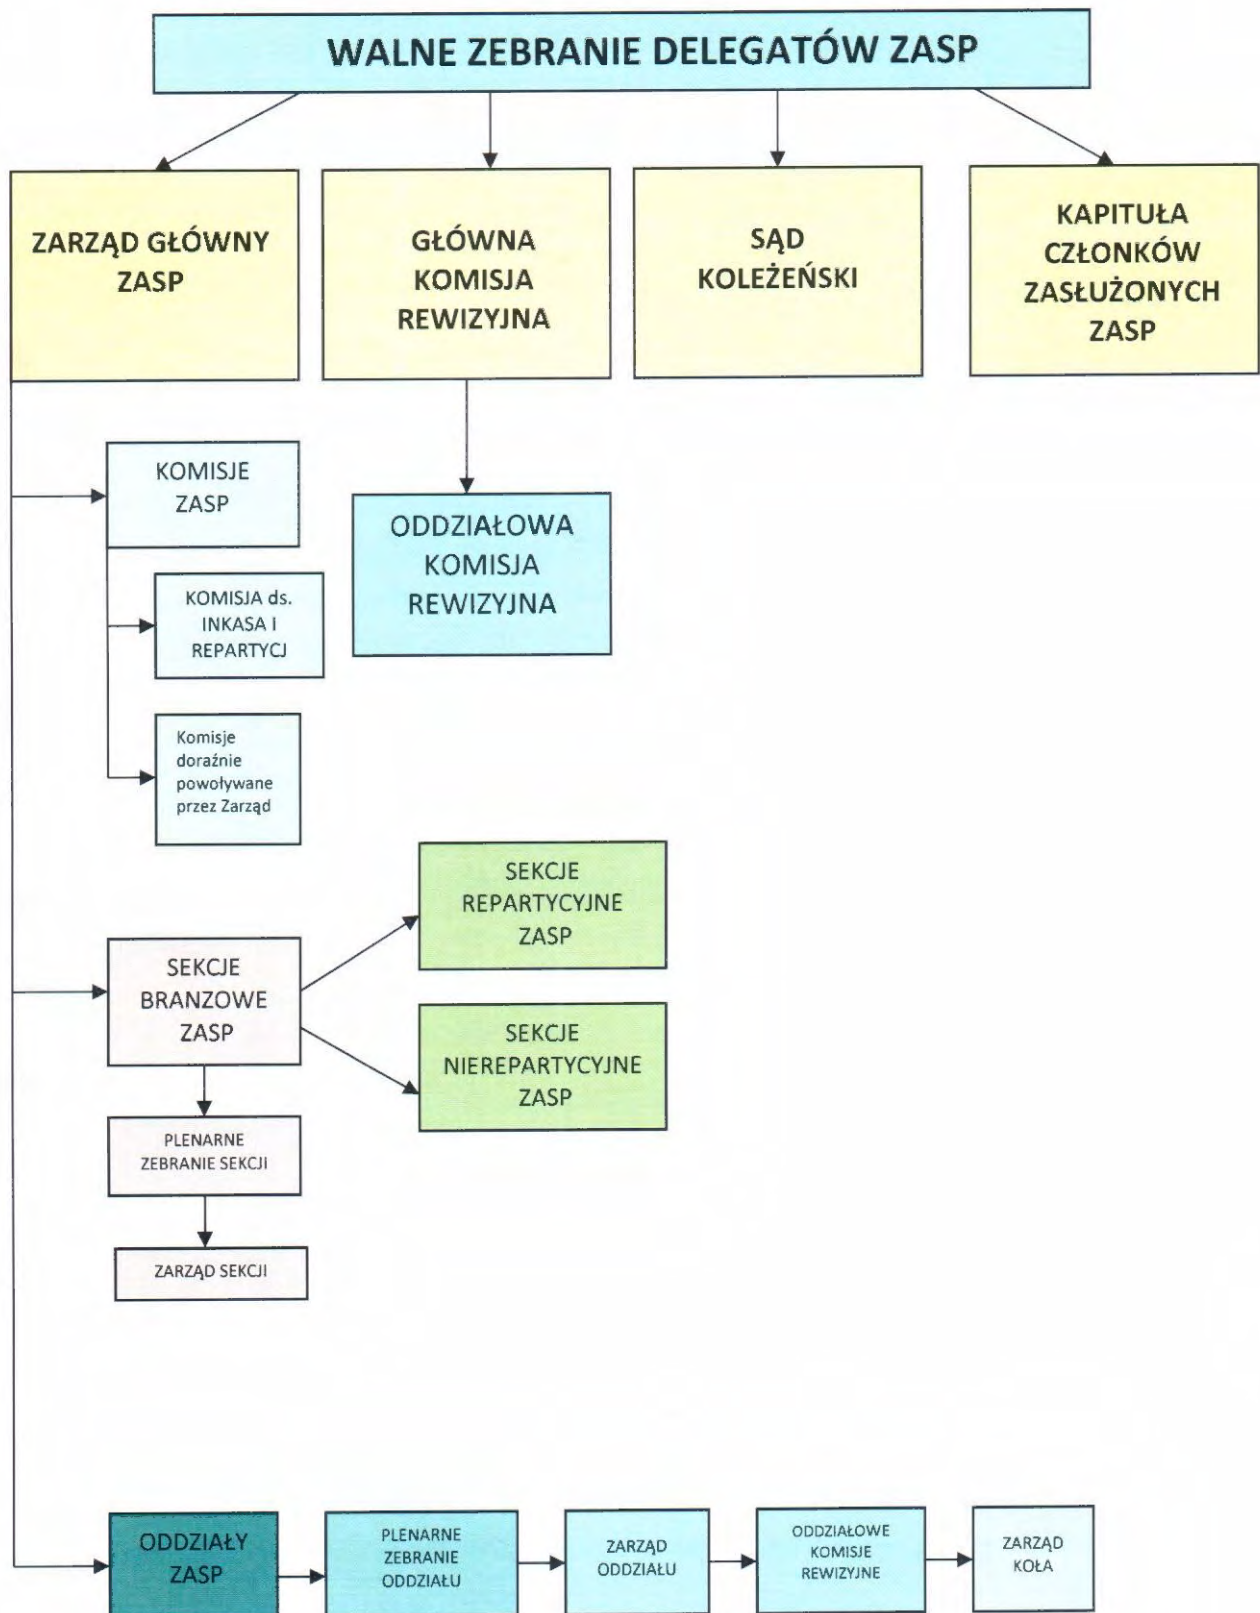 WALNE ZEBRANIE DELEGATÓW ZASP
ZARZĄD GŁÓWNY
ZASP
GŁÓWNA
KOMISJA
REWIZYJNA
SĄD
KOLEŻEŃSKI
KAPITUŁA
CZŁONKÓW
ZASŁUŻONYCH
ZASP
KOMISJE
ZASP
ODDZIAŁOWA
KOMISJA
REWIZYJNA
KOMISJA ds.
INKASA I
REPARTYCJ
Komisje
doraźnie
powoływane
przez Zarząd
SEKCJE
REPARTYCYJNE
ZASP
SEKCJE
BRANZOWE
ZASP
SEKCJE
NIEREPARTYCYJNE
ZASP
PLENARNE
ZEBRANIE SEKCJI
ZARZĄD SEKCJI
ODDZIAŁY
ZASP
PLENARNE
ZEBRANIE
ODDZIAŁU
ZARZĄD
ODDZIAŁU
ODDZIAŁOWE
KOMISJE
REWIZYJNE
ZARZĄD
KOŁA